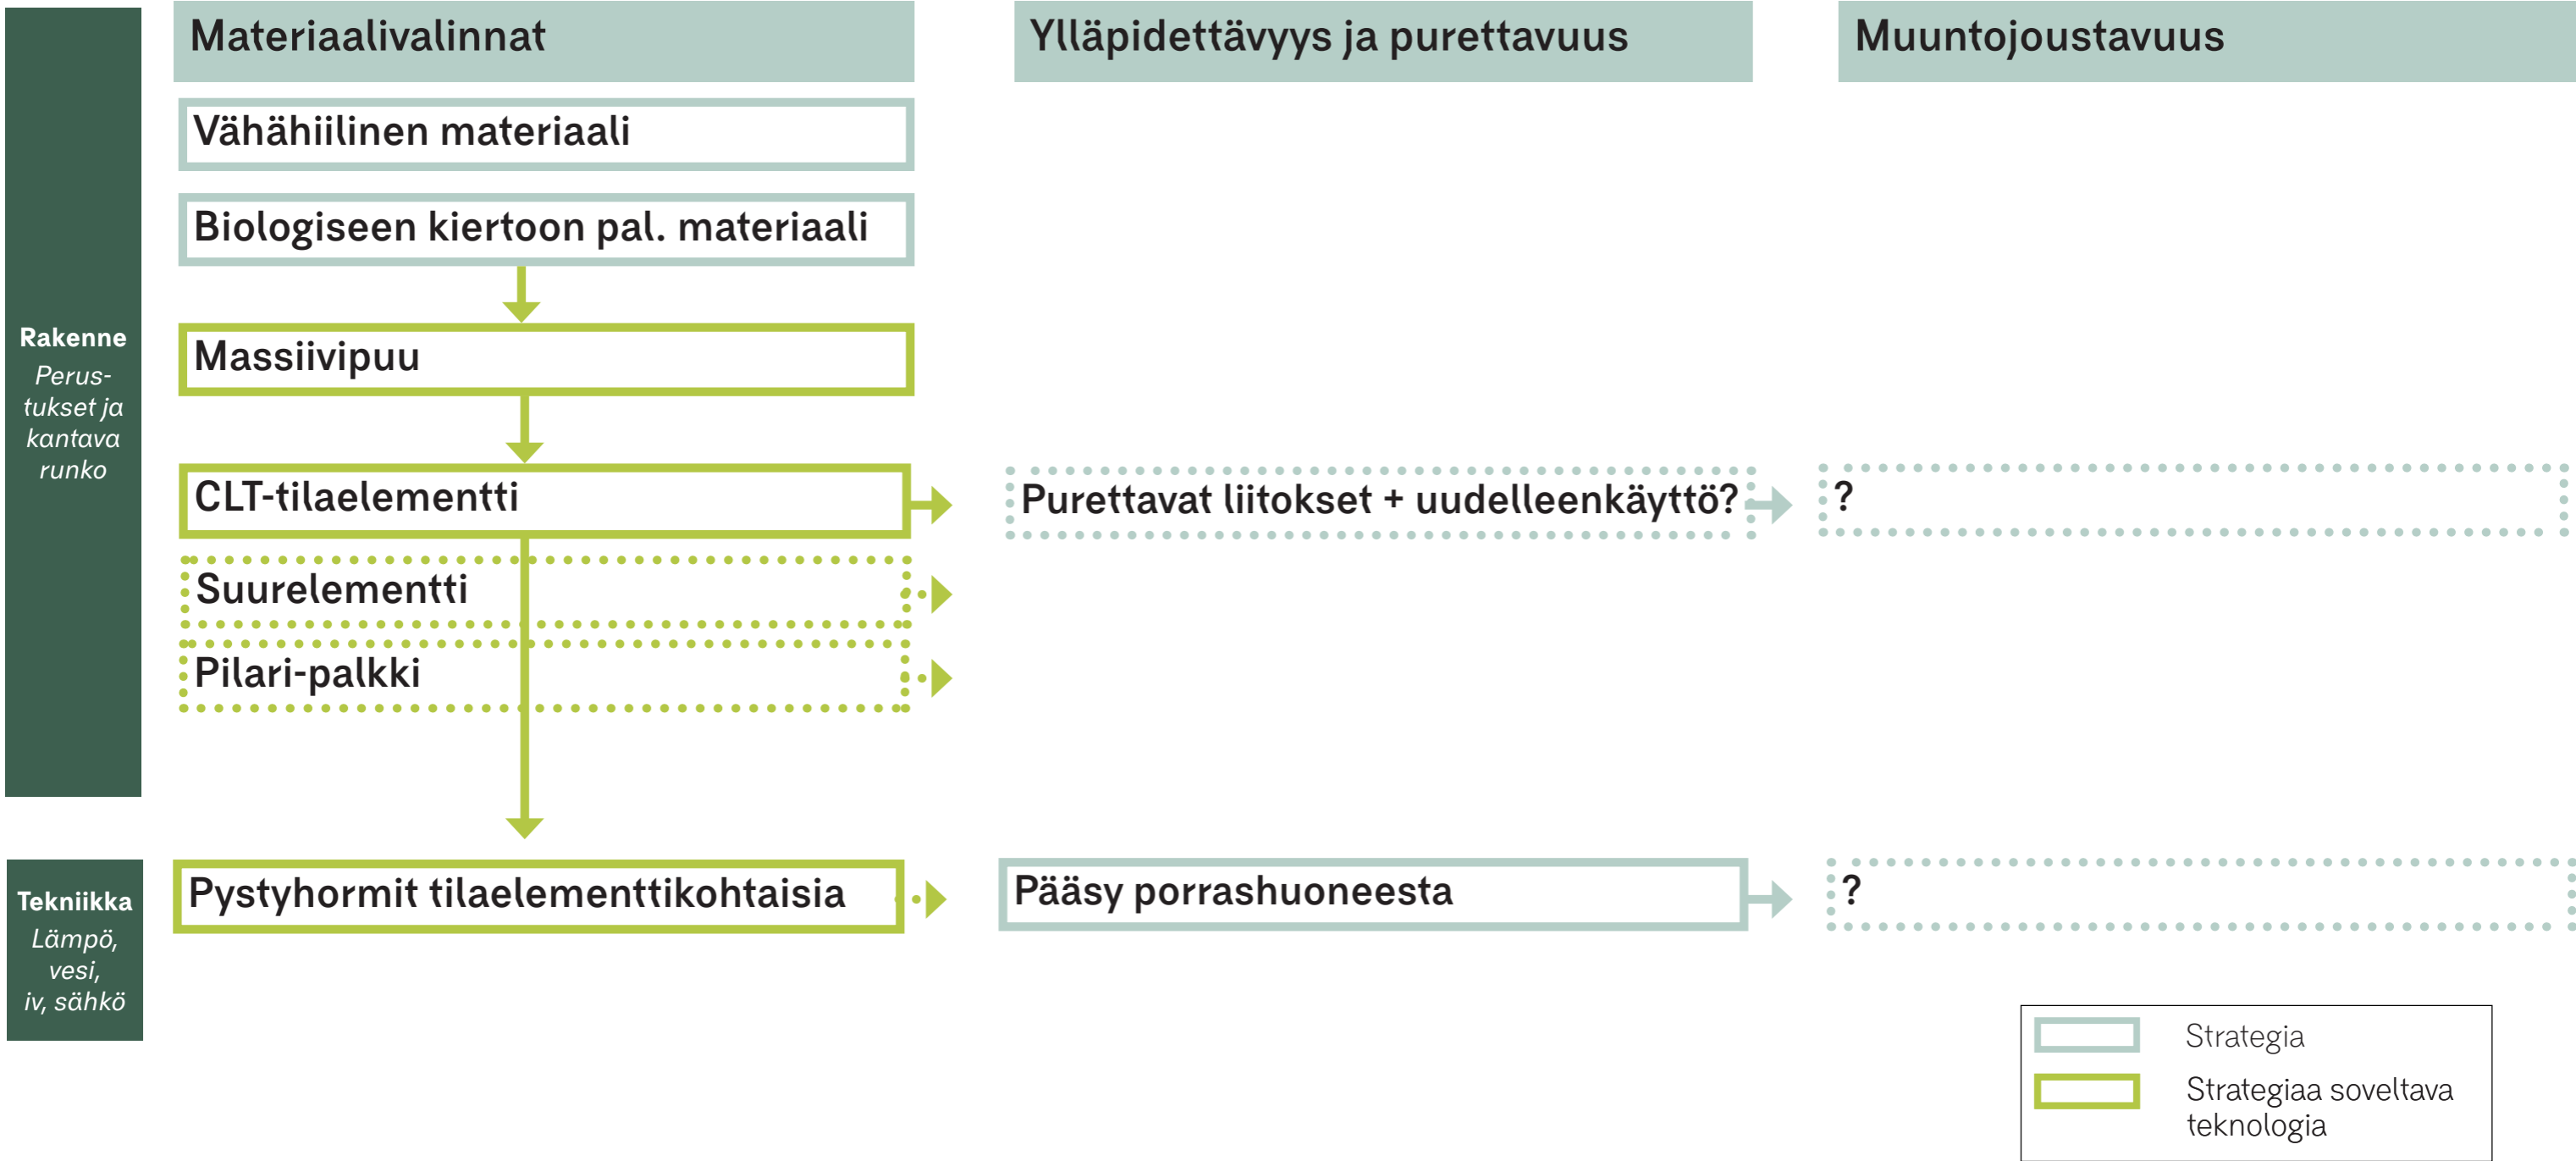 Materiaalivalinnat
Ylläpidettävyys ja purettavuus
Muuntojoustavuus
Rakenne
Perus-
tukset ja
kantava
runko
Vähähiilinen materiaali
Biologiseen kiertoon pal. materiaali
Massiivipuu
CLT-tilaelementti
Purettavat liitokset + uudelleenkäyttö?
?
Suurelementti
Pilari-palkki
Tekniikka
Lämpö,
vesi,
iv, sähkö
Pystyhormit tilaelementtikohtaisia
Pääsy porrashuoneesta
?
Strategia
Strategiaa soveltava
teknologia